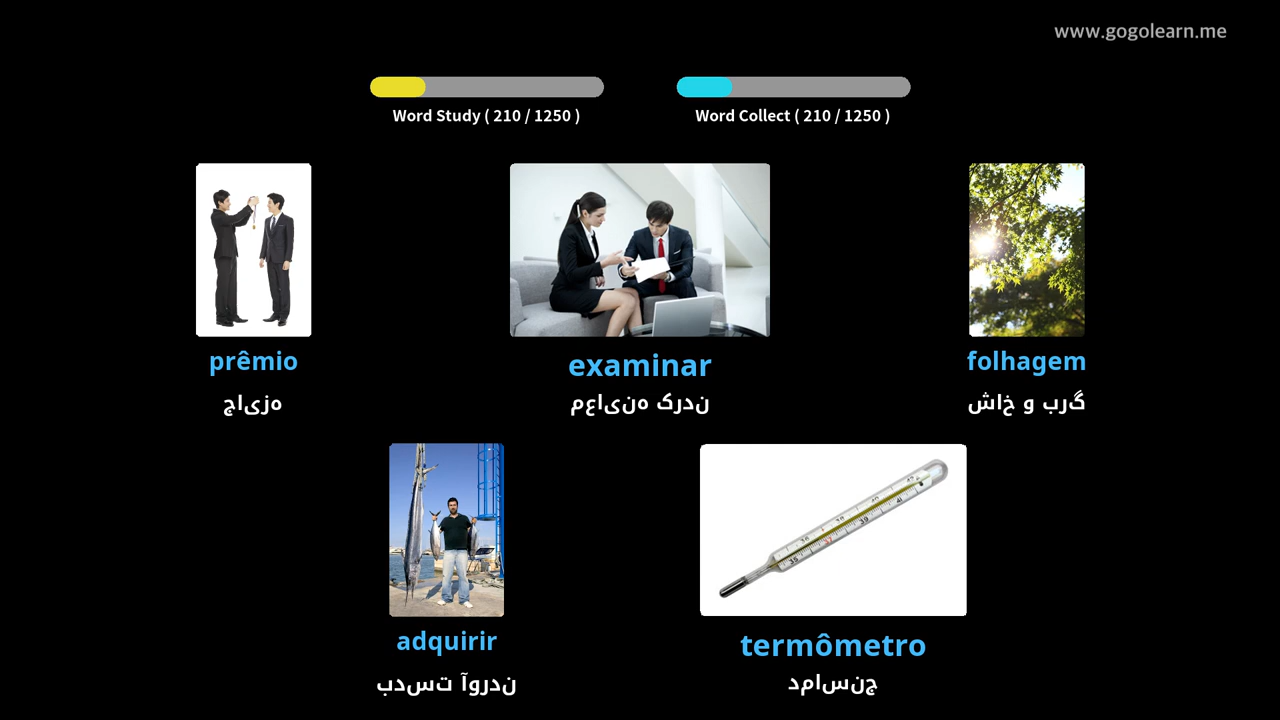 www.gogolearn.me
Word Study ( 210 / 1250 )
Word Collect ( 210 / 1250 )
prêmio
جایزه
examinar
معاینه کردن
folhagem
شاخ و برگ
adquirir
بدست آوردن
termômetro
دماسنج